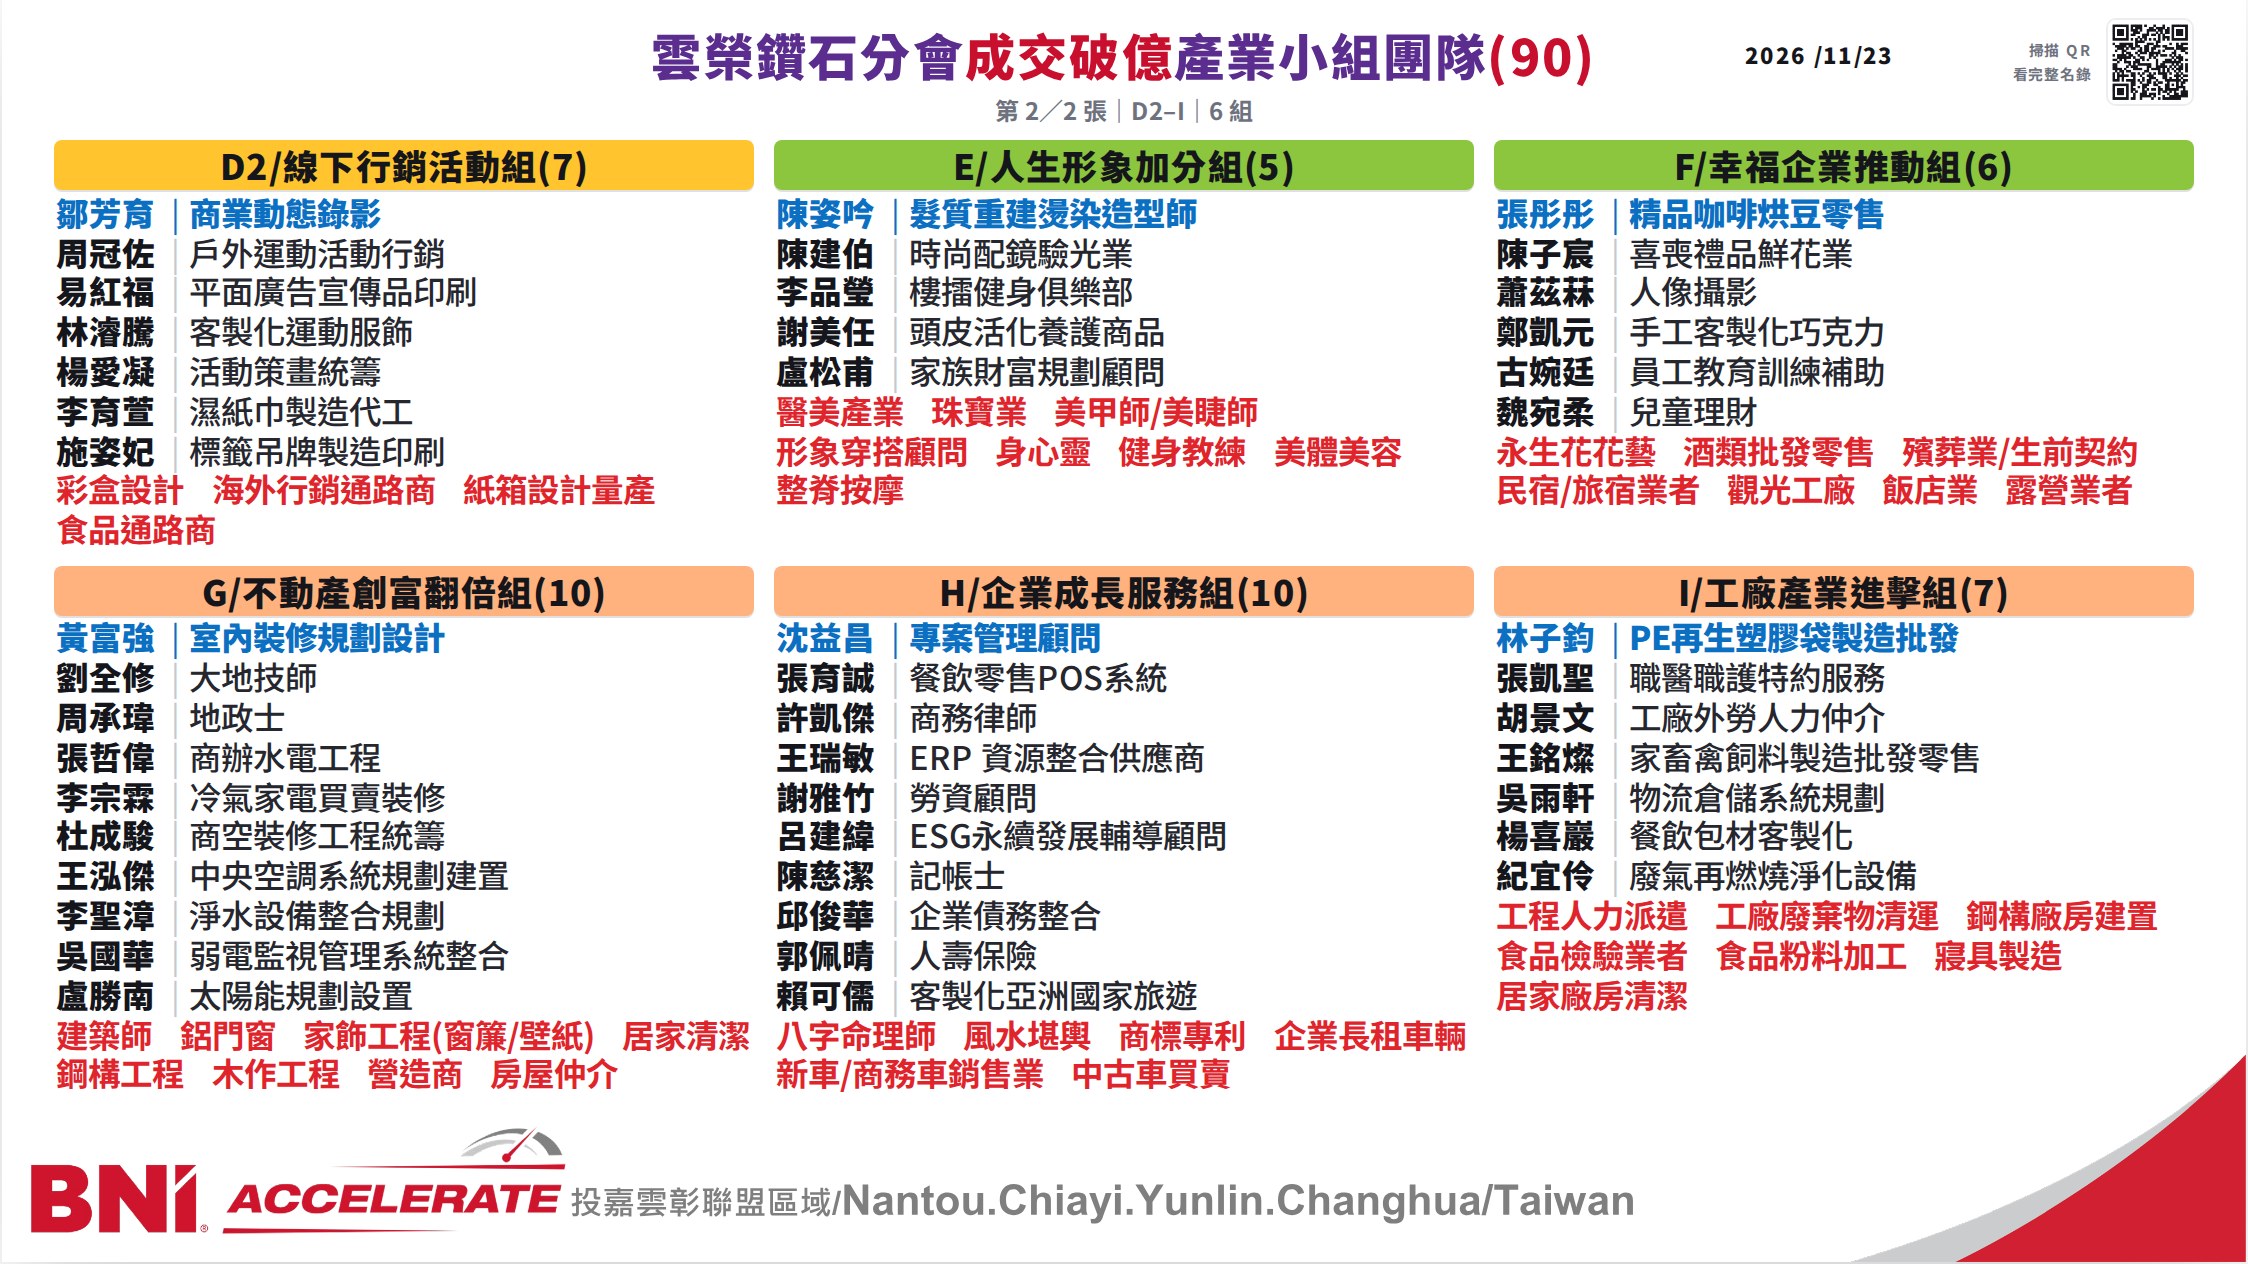 雲榮鑽石分會成交破億產業小組團隊(90)
2026 /11/23
掃描 QR
看完整名錄
第 2／2 張｜D2–I｜6 組
D2/線下行銷活動組(7)
鄒芳育｜商業動態錄影
周冠佐｜戶外運動活動行銷
易紅福｜平面廣告宣傳品印刷
林濬騰｜客製化運動服飾
楊愛凝｜活動策畫統籌
李育萱｜濕紙巾製造代工
施姿妃｜標籤吊牌製造印刷
彩盒設計 海外行銷通路商 紙箱設計量產
食品通路商
E/人生形象加分組(5)
陳姿吟｜髮質重建燙染造型師
陳建伯｜時尚配鏡驗光業
李品瑩｜樓擂健身俱樂部
謝美任｜頭皮活化養護商品
盧松甫｜家族財富規劃顧問
醫美產業 珠寶業 美甲師/美睫師
形象穿搭顧問 身心靈 健身教練 美體美容
整脊按摩
F/幸福企業推動組(6)
張彤彤｜精品咖啡烘豆零售
陳子宸｜喜喪禮品鮮花業
蕭茲菻｜人像攝影
鄭凱元｜手工客製化巧克力
古婉廷｜員工教育訓練補助
魏宛柔｜兒童理財
永生花花藝 酒類批發零售 殯葬業/生前契約
民宿/旅宿業者 觀光工廠 飯店業 露營業者
G/不動產創富翻倍組(10)
黃富強｜室內裝修規劃設計
劉全修｜大地技師
周承瑋｜地政士
張哲偉｜商辦水電工程
李宗霖｜冷氣家電買賣裝修
杜成駿｜商空裝修工程統籌
王泓傑｜中央空調系統規劃建置
李聖漳｜淨水設備整合規劃
吳國華｜弱電監視管理系統整合
盧勝南｜太陽能規劃設置
建築師 鋁門窗 家飾工程(窗簾/壁紙) 居家清潔
鋼構工程 木作工程 營造商 房屋仲介
H/企業成長服務組(10)
沈益昌｜專案管理顧問
張育誠｜餐飲零售POS系統
許凱傑｜商務律師
王瑞敏｜ERP 資源整合供應商
謝雅竹｜勞資顧問
呂建緯｜ESG永續發展輔導顧問
陳慈潔｜記帳士
邱俊華｜企業債務整合
郭佩晴｜人壽保險
賴可儒｜客製化亞洲國家旅遊
八字命理師 風水堪輿 商標專利 企業長租車輛
新車/商務車銷售業 中古車買賣
I/工廠產業進擊組(7)
林子鈞｜PE再生塑膠袋製造批發
張凱聖｜職醫職護特約服務
胡景文｜工廠外勞人力仲介
王銘燦｜家畜禽飼料製造批發零售
吳雨軒｜物流倉儲系統規劃
楊喜巖｜餐飲包材客製化
紀宜伶｜廢氣再燃燒淨化設備
工程人力派遣 工廠廢棄物清運 鋼構廠房建置
食品檢驗業者 食品粉料加工 寢具製造
居家廠房清潔
BNI® ACCELERATE 投嘉雲彰聯盟區域/Nantou.Chiayi.Yunlin.Changhua/Taiwan